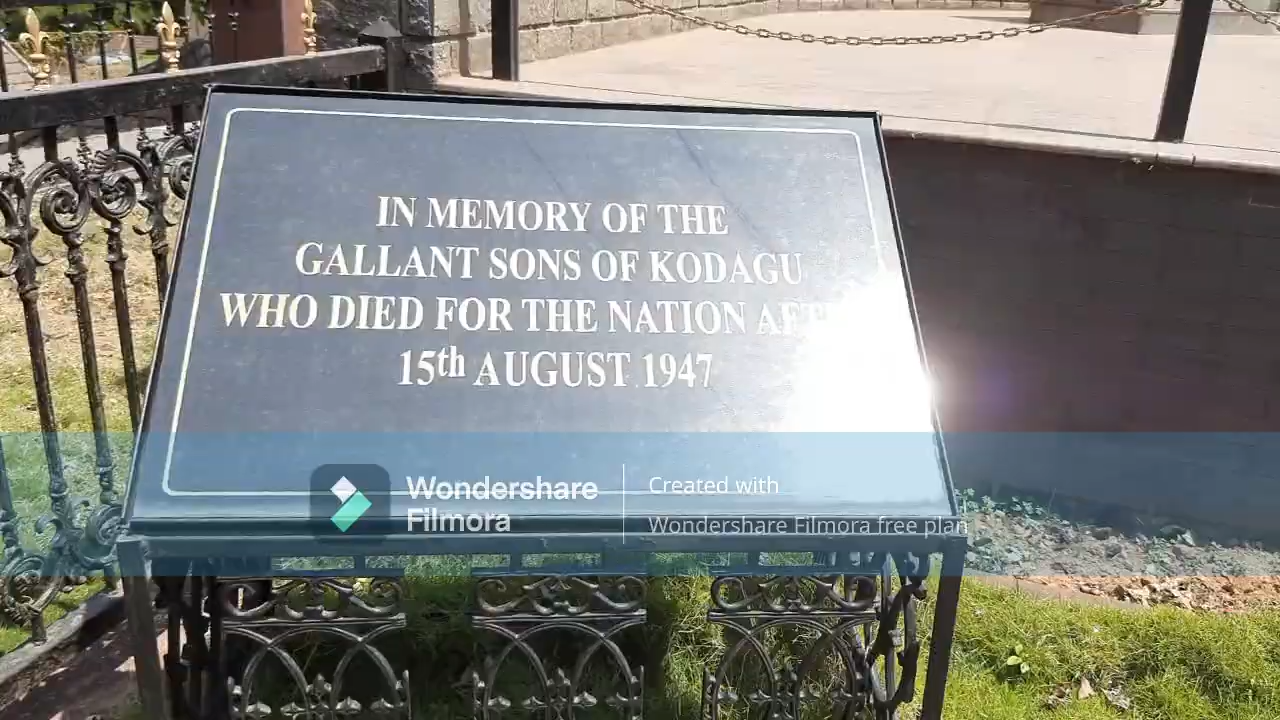 IN MEMORY OF THE
GALLANT SONS OF KODAGU
WHO DIED FOR THE NATION
15th AUGUST 1947
Wondershare
Filmora
Created with
Wondershare Filmora free plan